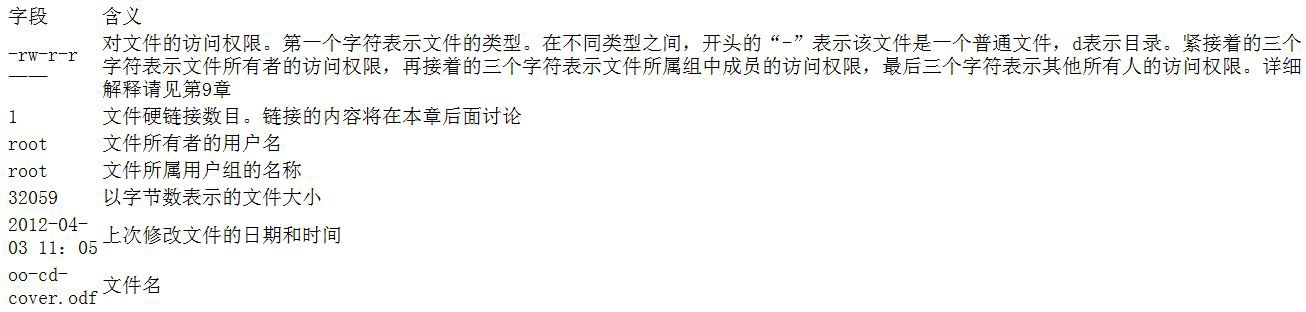 字段 含义
对文件的访问权限。第一个字符表示文件的类型。在不同类型之间，开头的“-”表示该文件是一个普通文件，d表示目录。紧接着的三个
-rw-r-r
——
字符表示文件所有者的访问权限，再接着的三个字符表示文件所属组中成员的访问权限，最后三个字符表示其他所有人的访问权限。详细
解释请见第9章
1 文件硬链接数目。链接的内容将在本章后面讨论
root 文件所有者的用户名
root 文件所属用户组的名称
32059 以字节数表示的文件大小
2012-04-
03 11：05
上次修改文件的日期和时间
oo-cd-
cover.odf
文件名